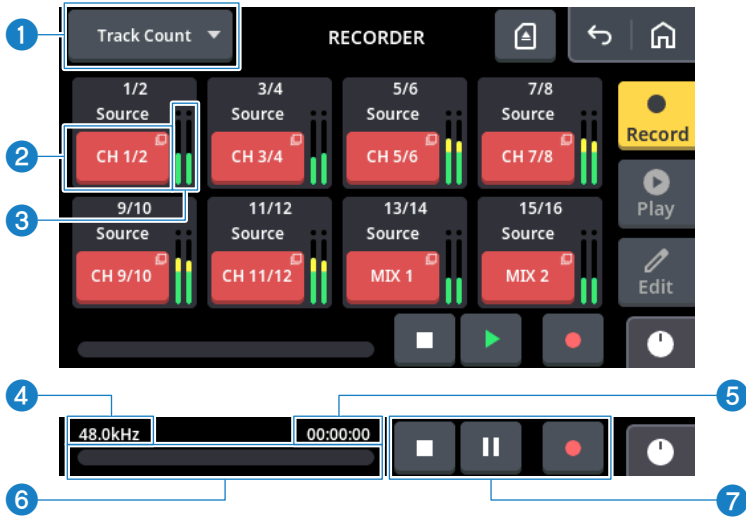 1
Track Count
RECORDER
1/2
3/4
5/6
7/8
Source
Source
Source
Source
Record
2
CH 1/2
CH 3/4
CH 5/6
CH 7/8
3
9/10
11/12
13/14
15/16
Play
Source
Source
Source
Source
CH 9/10
CH 11/12
MIX 1
MIX 2
Edit
4
5
48.0kHz
00:00:00
6
7